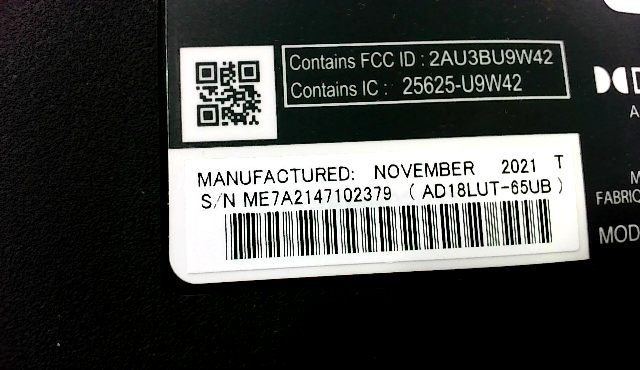 Contains FCC ID : 2AU3BU9W42
Contains IC : 25625-U9W42
MANUFACTURED: NOVEMBER 2021 T
S/N ME7A2147102379 ( AD18LUT-65UB )